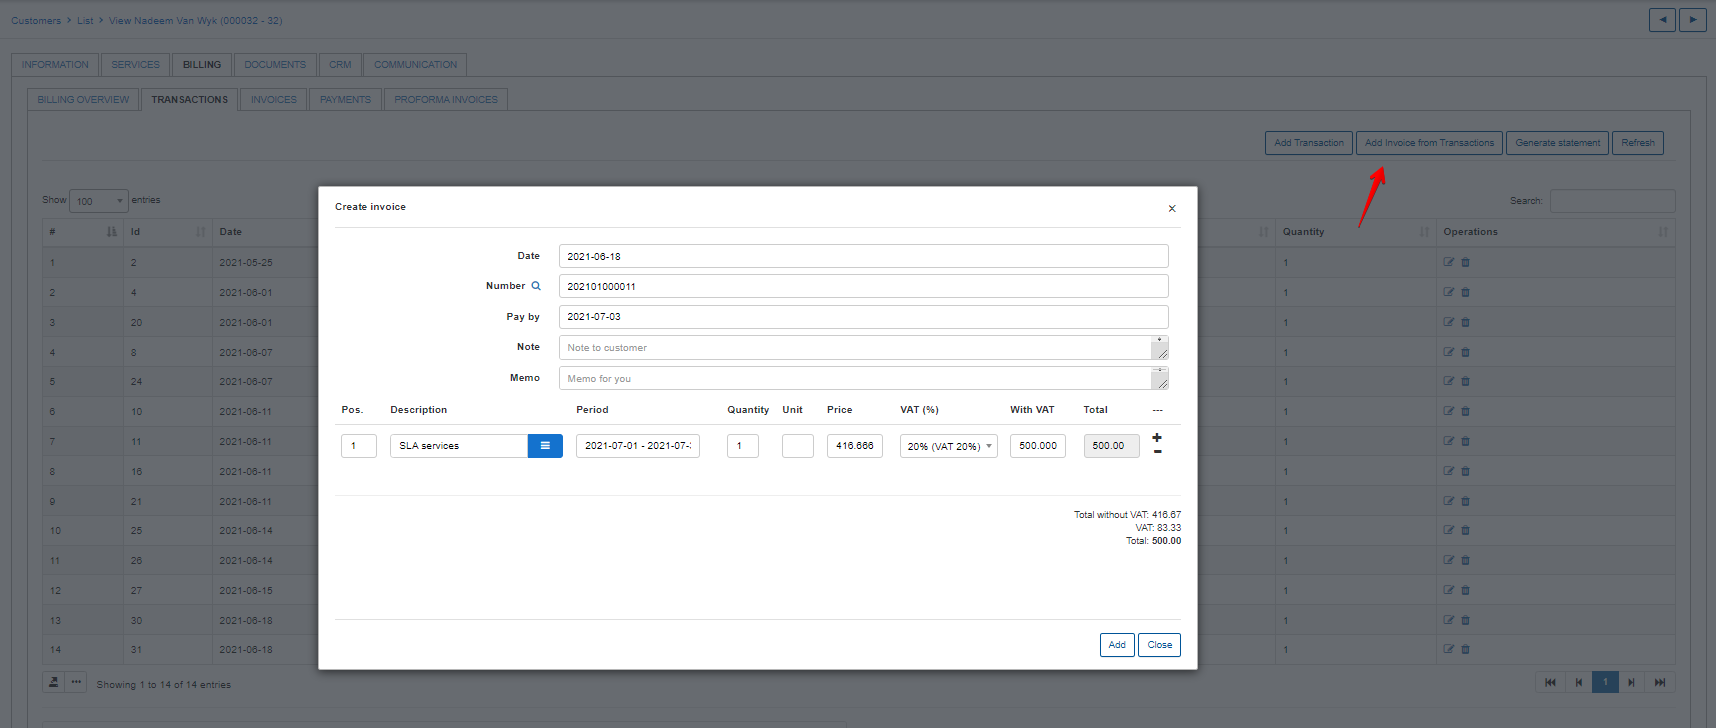 Customers > List > View Nadeem Van Wyk (000032 - 32)
INFORMATION SERVICES BILLING DOCUMENTS CRM COMMUNICATION
BILLING OVERVIEW TRANSACTIONS INVOICES PAYMENTS PROFORMA INVOICES
Add Transaction Add Invoice from Transactions Generate statement Refresh
Show 100 entries Search:
# Id Date Quantity Operations
1 2 2021-05-25 1
2 4 2021-06-01 1
3 20 2021-06-01 1
4 8 2021-06-07 1
5 24 2021-06-07 1
6 10 2021-06-11 1
7 11 2021-06-11 1
8 16 2021-06-11 1
9 21 2021-06-11 1
10 25 2021-06-14 1
11 26 2021-06-14 1
12 27 2021-06-15 1
13 30 2021-06-18 1
14 31 2021-06-18 1
Showing 1 to 14 of 14 entries 1
Create invoice ×
Date 2021-06-18
Number 202101000011
Pay by 2021-07-03
Note Note to customer
Memo Memo for you
Pos. Description Period Quantity Unit Price VAT (%) With VAT Total ---
1 SLA services 2021-07-01 - 2021-07- 1 416.666 20% (VAT 20%) 500.000 500.00
Total without VAT: 416.67
VAT: 83.33
Total: 500.00
Add Close